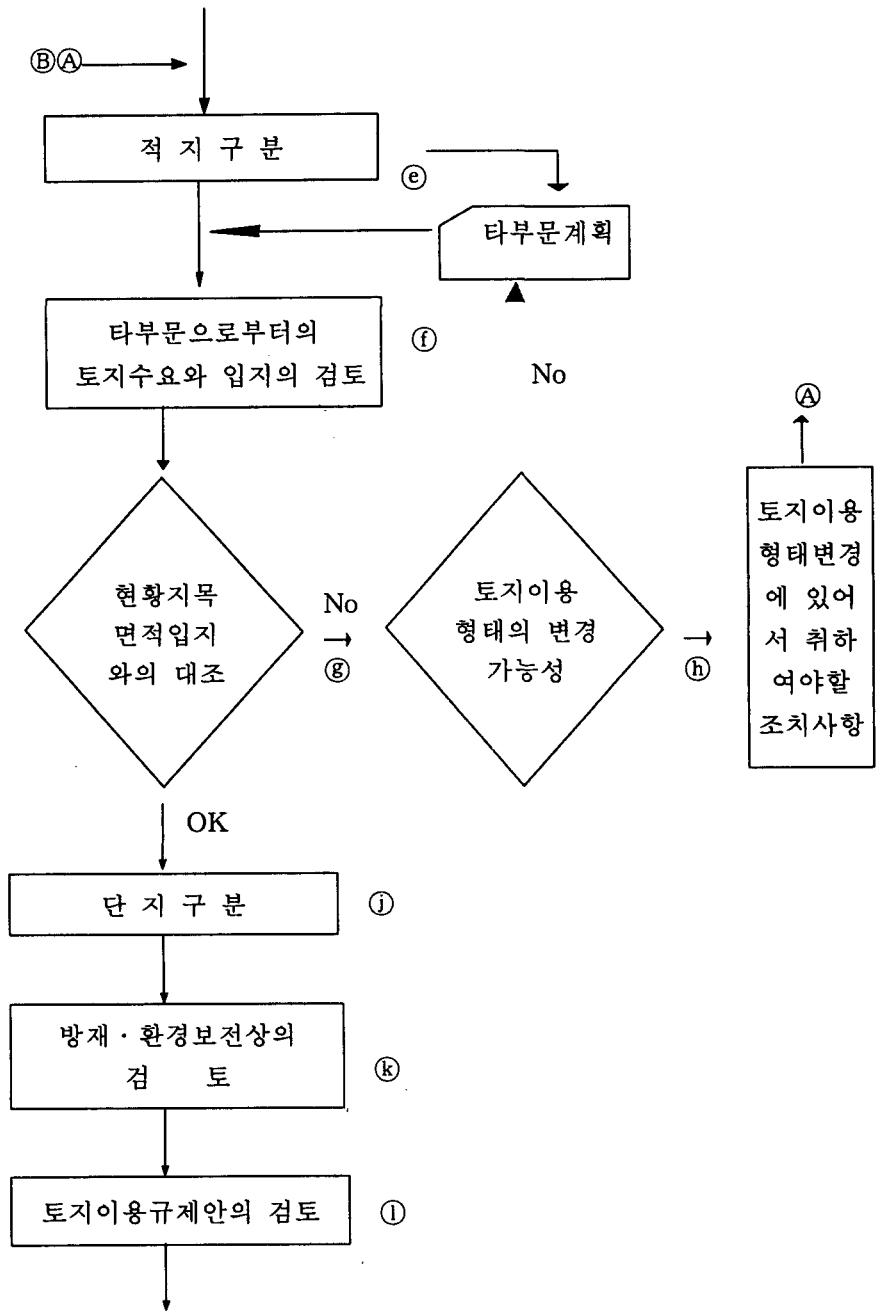 ⒷⒶ
적 지 구 분
ⓔ
타부문계획
타부문으로부터의
토지수요와 입지의 검토
ⓕ
No
Ⓐ
현황지목
면적입지
와의 대조
No
ⓖ
토지이용
형태의 변경
가능성
ⓗ
토지이용
형태변경
에 있어
서 취하
여야할
조치사항
OK
단 지 구 분
ⓙ
방재 · 환경보전상의
검 토
ⓚ
토지이용규제안의 검토
ⓛ